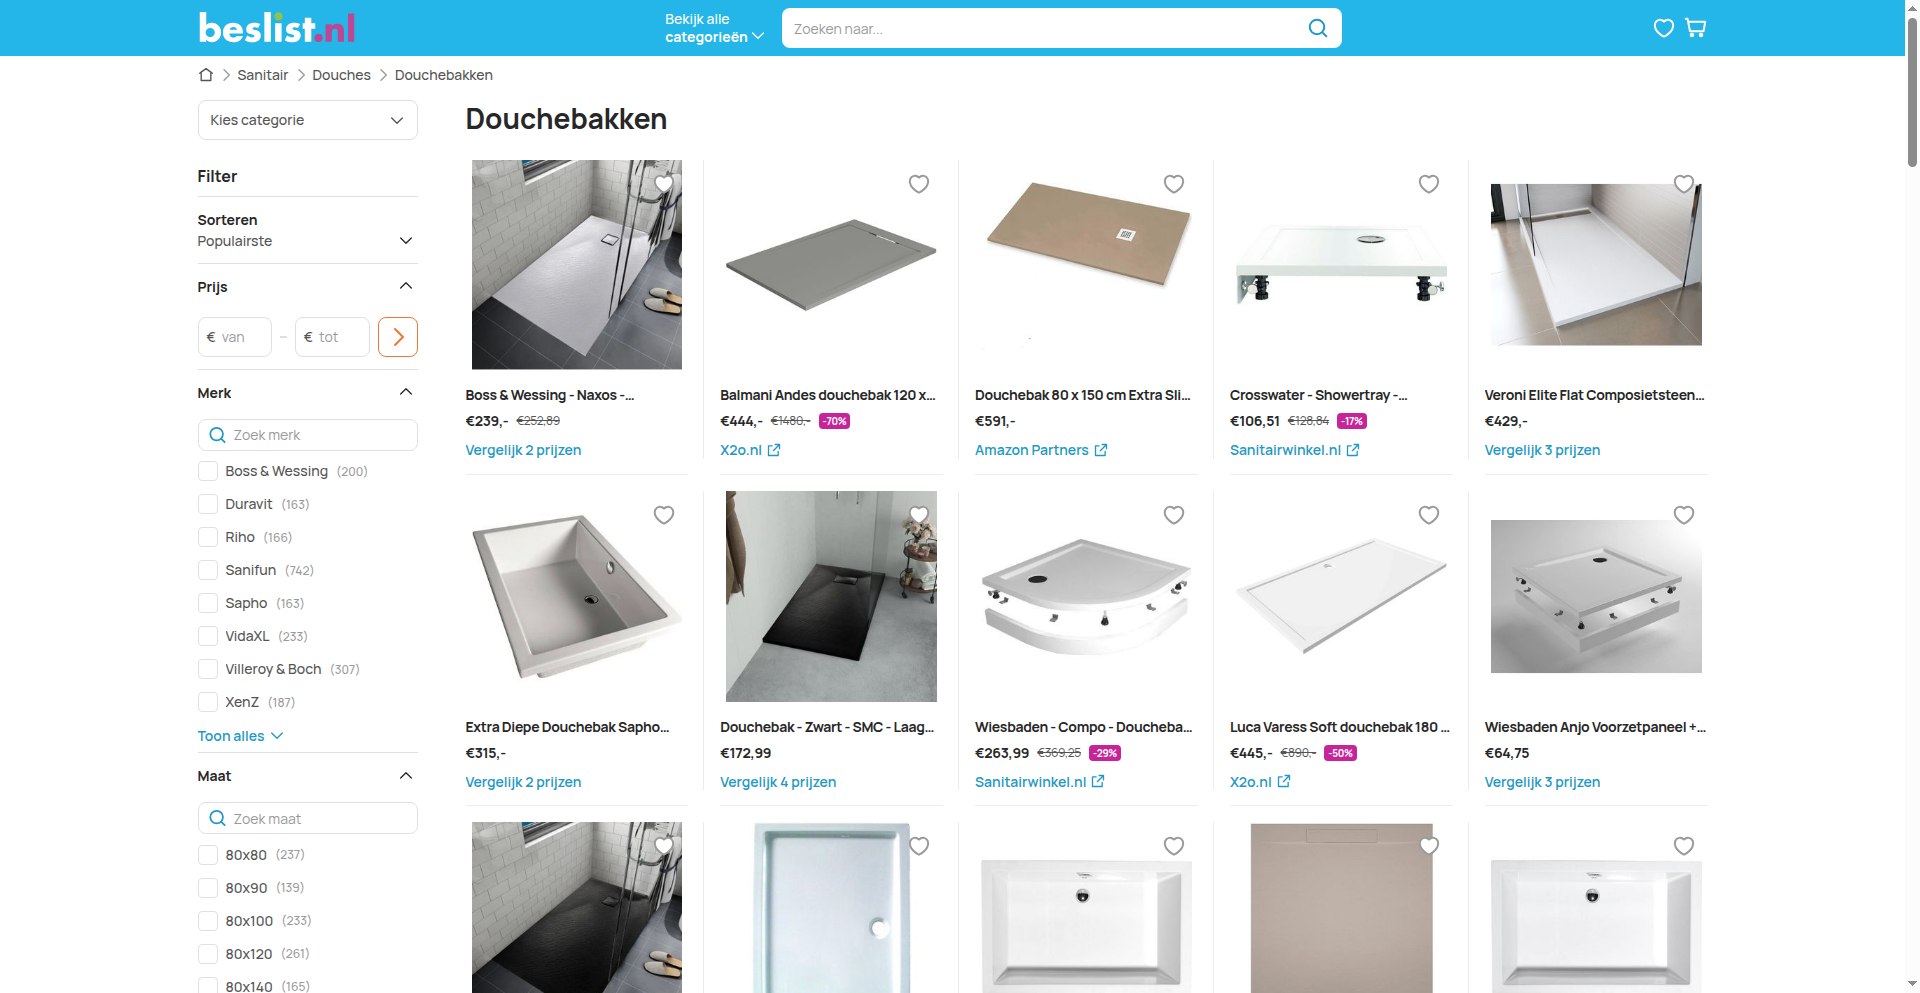 beslist.nl
Bekijk alle
categorieën
Zoeken naar...
Sanitair
Douches
Douchebakken
Kies categorie
Douchebakken
Filter
Sorteren
Populairste
Prijs
€ van
–
€ tot
Merk
Zoek merk
Boss & Wessing (200)
Duravit (163)
Riho (166)
Sanifun (742)
Sapho (163)
VidaXL (233)
Villeroy & Boch (307)
XenZ (187)
Toon alles
Maat
Zoek maat
80x80 (237)
80x90 (139)
80x100 (233)
80x120 (261)
80x140 (165)
Boss & Wessing - Naxos -...
€239,- €252,89
Vergelijk 2 prijzen
Balmani Andes douchebak 120 x...
€444,- €1480,- -70%
X2o.nl
Douchebak 80 x 150 cm Extra Sli...
€591,-
Amazon Partners
Crosswater - Showertray -...
€106,51 €128,84 -17%
Sanitairwinkel.nl
Veroni Elite Flat Composietsteen...
€429,-
Vergelijk 3 prijzen
Extra Diepe Douchebak Sapho...
€315,-
Vergelijk 2 prijzen
Douchebak - Zwart - SMC - Laag...
€172,99
Vergelijk 4 prijzen
Wiesbaden - Compo - Doucheba...
€263,99 €369,25 -29%
Sanitairwinkel.nl
Luca Varess Soft douchebak 180 ...
€445,- €890,- -50%
X2o.nl
Wiesbaden Anjo Voorzetpaneel +...
€64,75
Vergelijk 3 prijzen